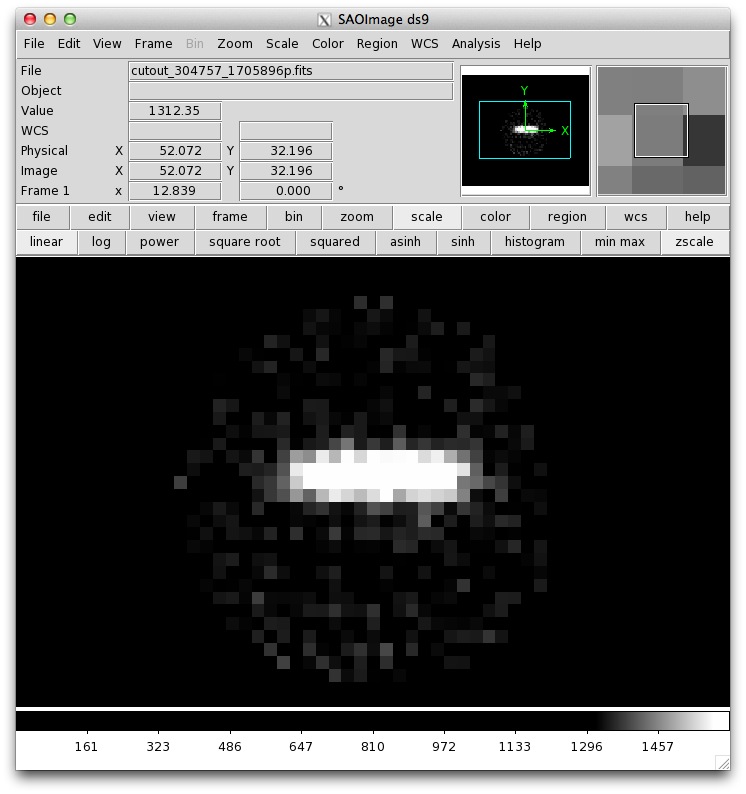 SAOImage ds9
File Edit View Frame Bin Zoom Scale Color Region WCS Analysis Help
File cutout_304757_1705896p.fits
Object
Value 1312.35
WCS
Physical X 52.072 Y 32.196
Image X 52.072 Y 32.196
Frame 1 x 12.839 0.000 °
Y
X
file edit view frame bin zoom scale color region wcs help
linear log power square root squared asinh sinh histogram min max zscale
161 323 486 647 810 972 1133 1296 1457